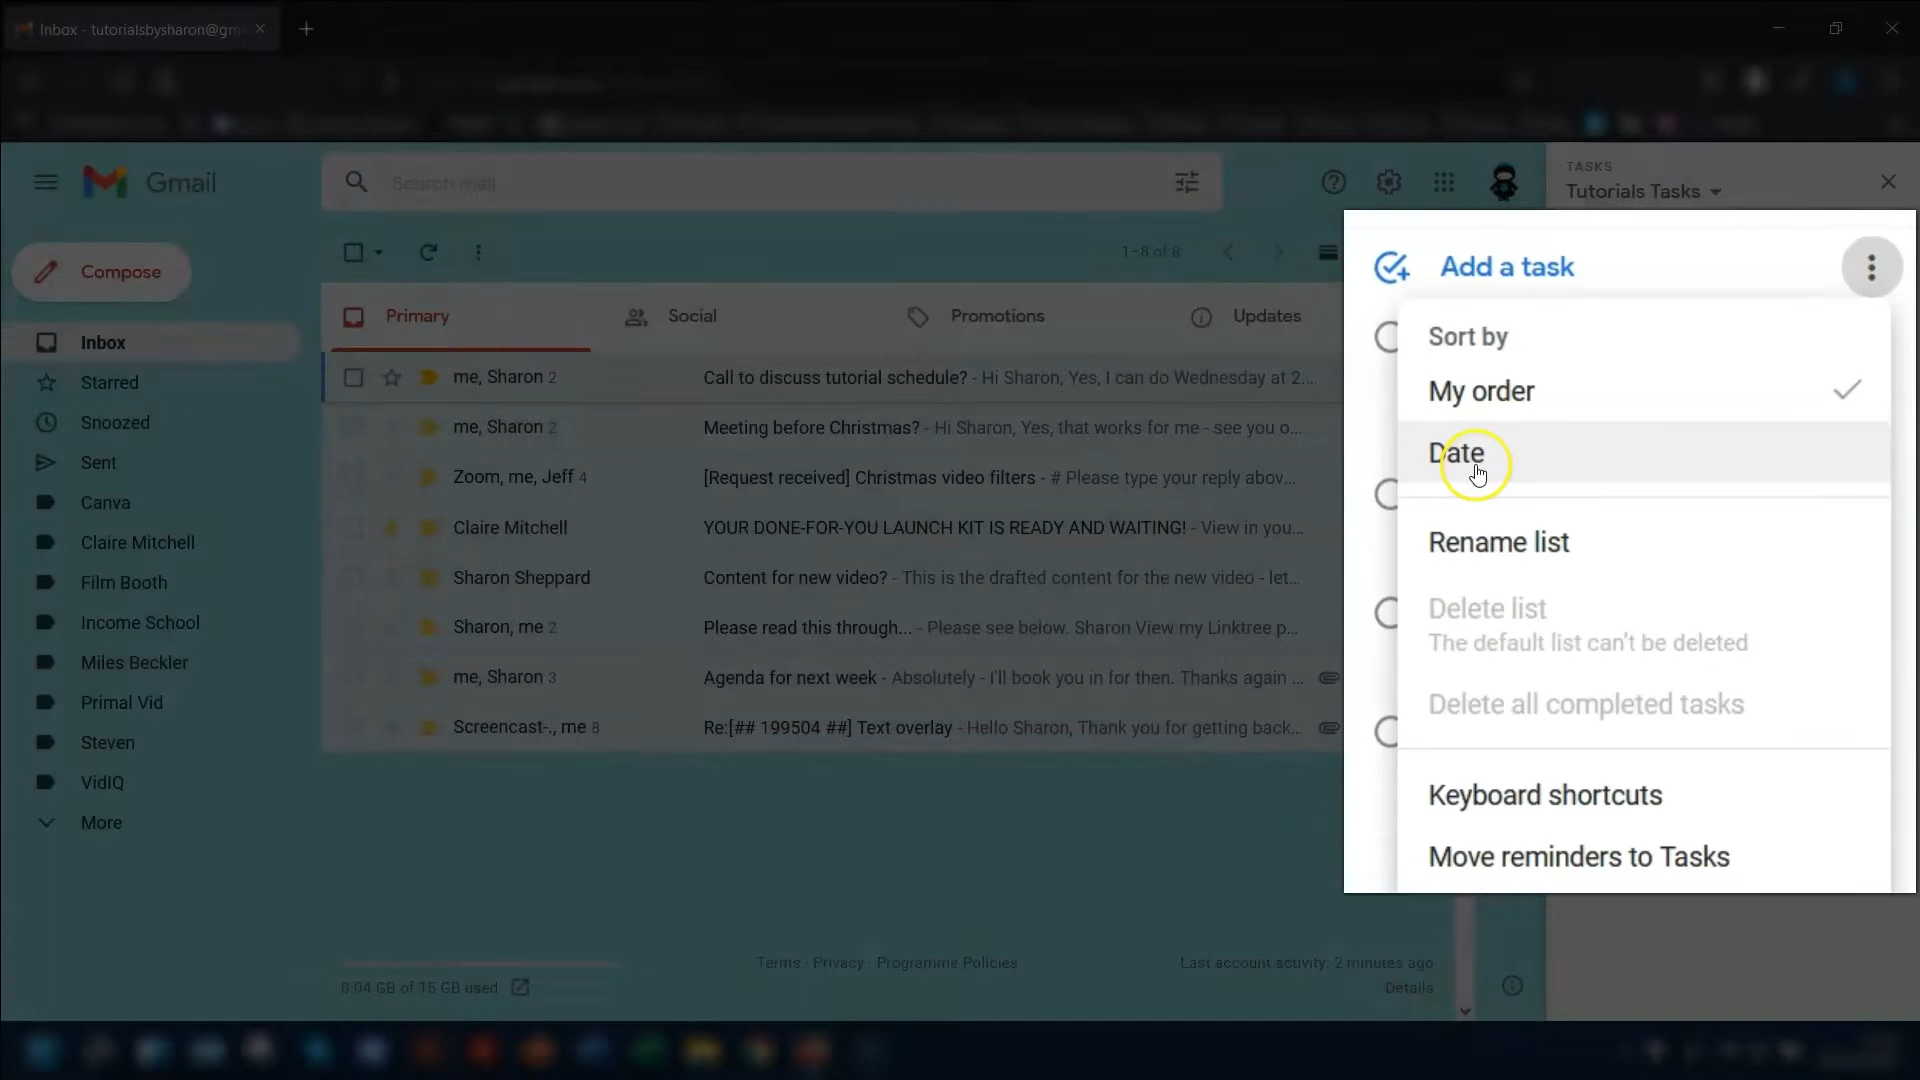 Inbox - tutorialsbysharon@gm
Gmail
Search mail
TASKS
Tutorials Tasks
Compose
1–8 of 8
Add a task
Primary
Social
Promotions
Updates
Sort by
My order
Date
Rename list
Delete list
The default list can't be deleted
Delete all completed tasks
Keyboard shortcuts
Move reminders to Tasks
Inbox
Starred
Snoozed
Sent
Canva
Claire Mitchell
Film Booth
Income School
Miles Beckler
Primal Vid
Steven
VidIQ
More
me, Sharon 2 Call to discuss tutorial schedule? - Hi Sharon, Yes, I can do Wednesday at 2....
me, Sharon 2 Meeting before Christmas? - Hi Sharon, Yes, that works for me - see you o...
Zoom, me, Jeff 4 [Request received] Christmas video filters - # Please type your reply abov...
Claire Mitchell YOUR DONE-FOR-YOU LAUNCH KIT IS READY AND WAITING! - View in you...
Sharon Sheppard Content for new video? - This is the drafted content for the new video - let...
Sharon, me 2 Please read this through... - Please see below. Sharon View my Linktree p...
me, Sharon 3 Agenda for next week - Absolutely - I'll book you in for then. Thanks again ...
Screencast-., me 8 Re:[## 199504 ##] Text overlay - Hello Sharon, Thank you for getting back...
0.04 GB of 15 GB used
Terms · Privacy · Programme Policies
Last account activity: 2 minutes ago
Details